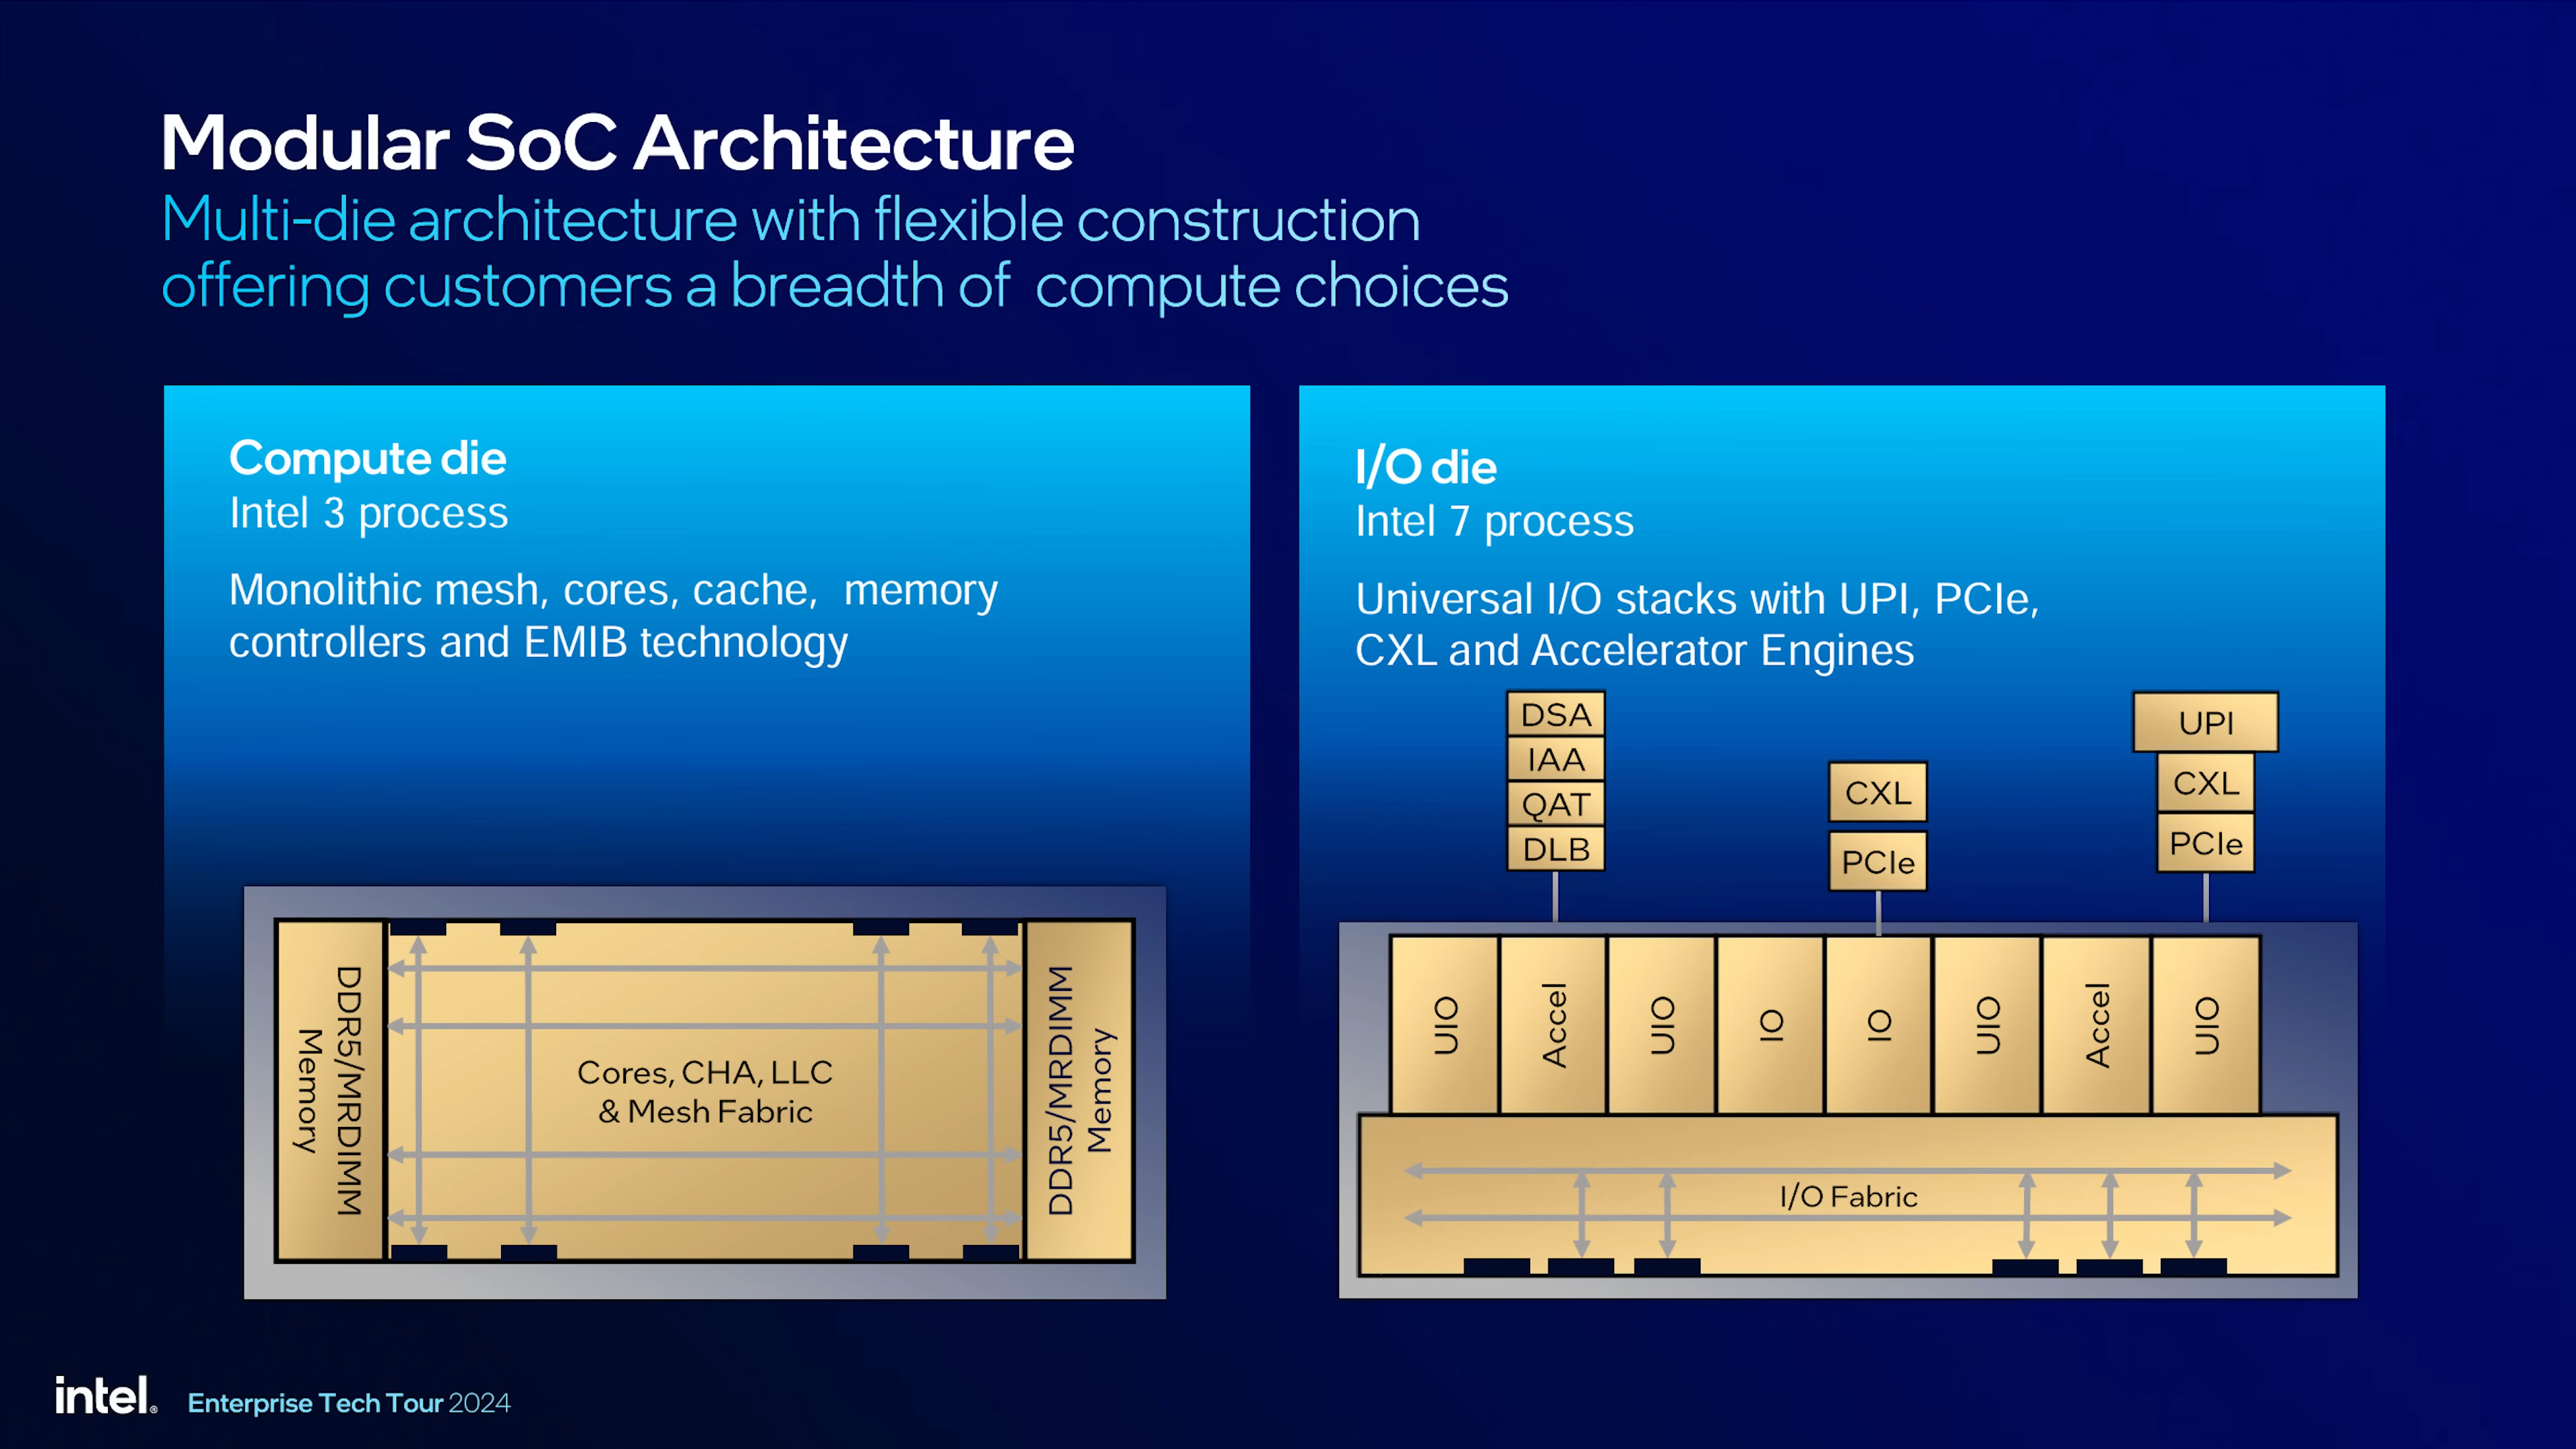 Modular SoC Architecture
Multi-die architecture with flexible construction
offering customers a breadth of compute choices
Compute die
Intel 3 process
Monolithic mesh, cores, cache, memory
controllers and EMIB technology
DDR5/MRDIMM
Memory
Cores, CHA, LLC
& Mesh Fabric
DDR5/MRDIMM
Memory
I/O die
Intel 7 process
Universal I/O stacks with UPI, PCIe,
CXL and Accelerator Engines
DSA
IAA
QAT
DLB
CXL
PCIe
UPI
CXL
PCIe
UIO
Accel
UIO
IO
IO
UIO
Accel
UIO
I/O Fabric
intel.
Enterprise Tech Tour 2024